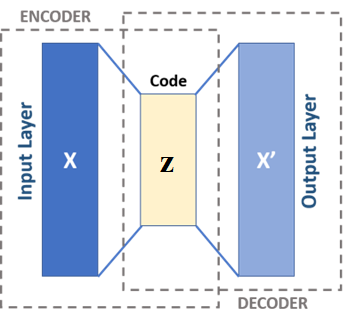 ENCODER
Code
Input Layer
X
Z
X’
Output Layer
DECODER